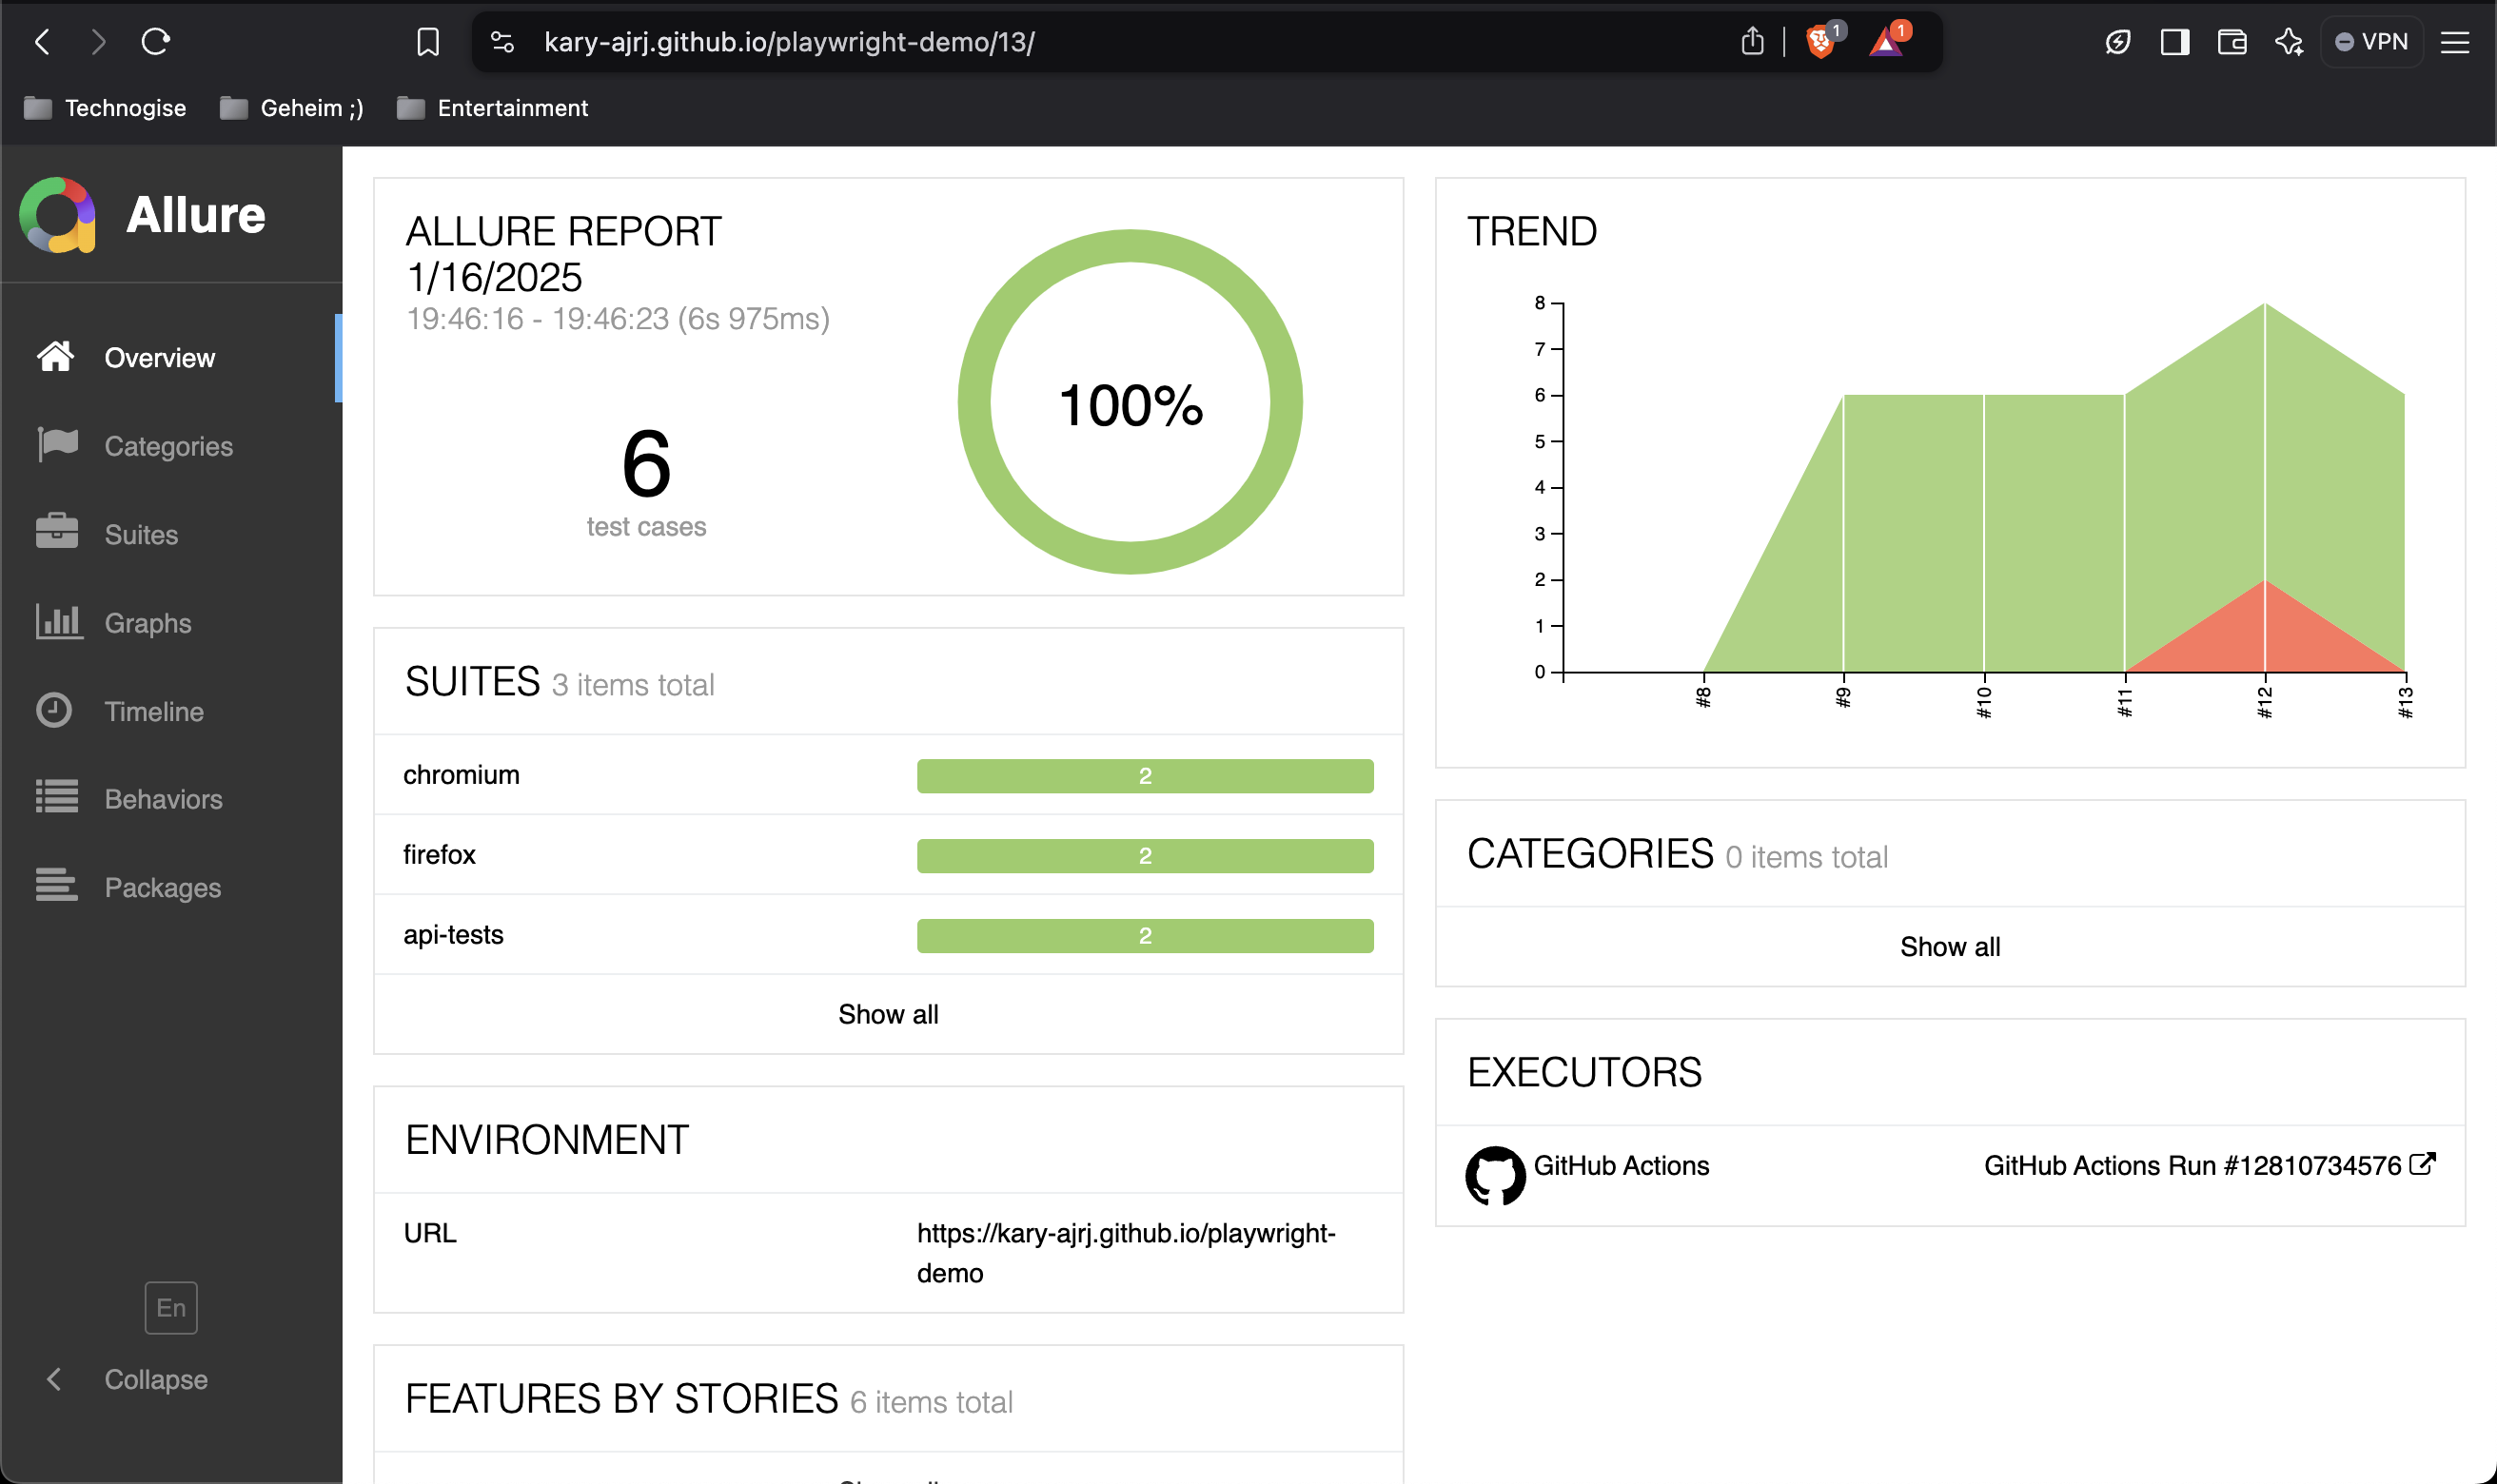 kary-ajrj.github.io/playwright-demo/13/
1
1
VPN
Technogise
Geheim ;)
Entertainment
Allure
Overview
Categories
Suites
Graphs
Timeline
Behaviors
Packages
En
Collapse
ALLURE REPORT
1/16/2025
19:46:16 - 19:46:23 (6s 975ms)
6
test cases
100%
SUITES 3 items total
chromium 2
firefox 2
api-tests 2
Show all
ENVIRONMENT
URL https://kary-ajrj.github.io/playwright-
demo
FEATURES BY STORIES 6 items total
TREND
8
7
6
5
4
3
2
1
0
#8
#9
#10
#11
#12
#13
CATEGORIES 0 items total
Show all
EXECUTORS
GitHub Actions GitHub Actions Run #12810734576